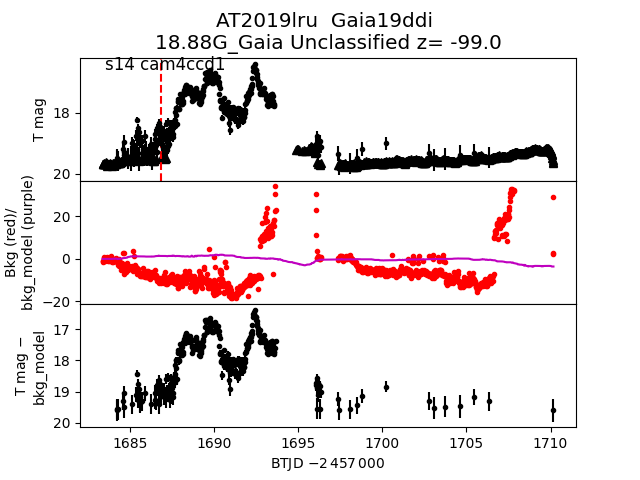 AT2019lru  Gaia19ddi
18.88G_Gaia Unclassified z= -99.0
s14 cam4ccd1
T mag
18
20
Bkg (red)/
bkg_model (purple)
20
0
−20
T mag −
bkg_model
17
18
19
20
1685 1690 1695 1700 1705 1710
BTJD −2 457 000